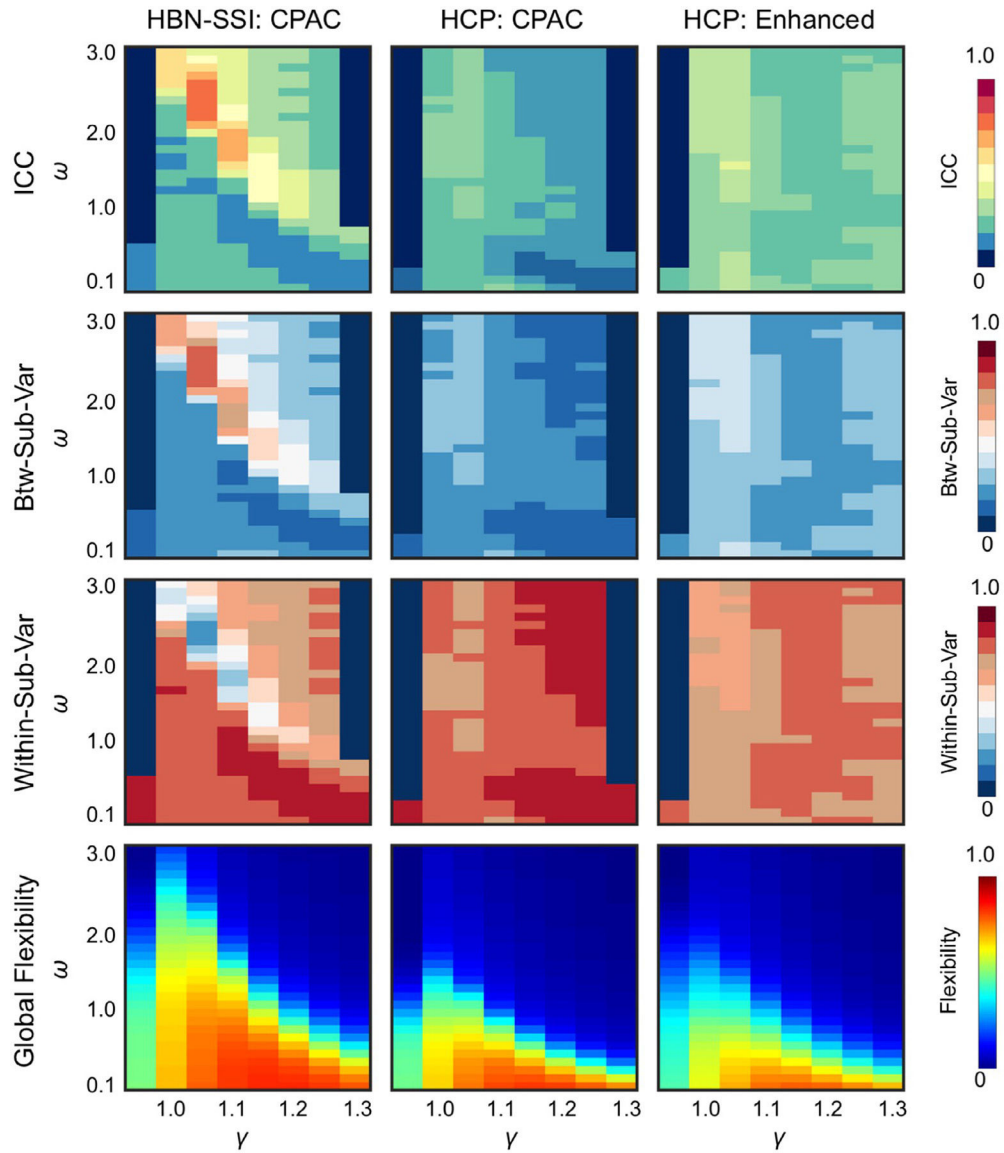 HBN-SSI: CPAC HCP: CPAC HCP: Enhanced
ICC
ω
3.0
2.0
1.0
0.1
1.0
ICC
0
Btw-Sub-Var
ω
3.0
2.0
1.0
0.1
1.0
Btw-Sub-Var
0
Within-Sub-Var
ω
3.0
2.0
1.0
0.1
1.0
Within-Sub-Var
0
Global Flexibility
ω
3.0
2.0
1.0
0.1
1.0
Flexibility
0
1.0 1.1 1.2 1.3 1.0 1.1 1.2 1.3 1.0 1.1 1.2 1.3
γ γ γ